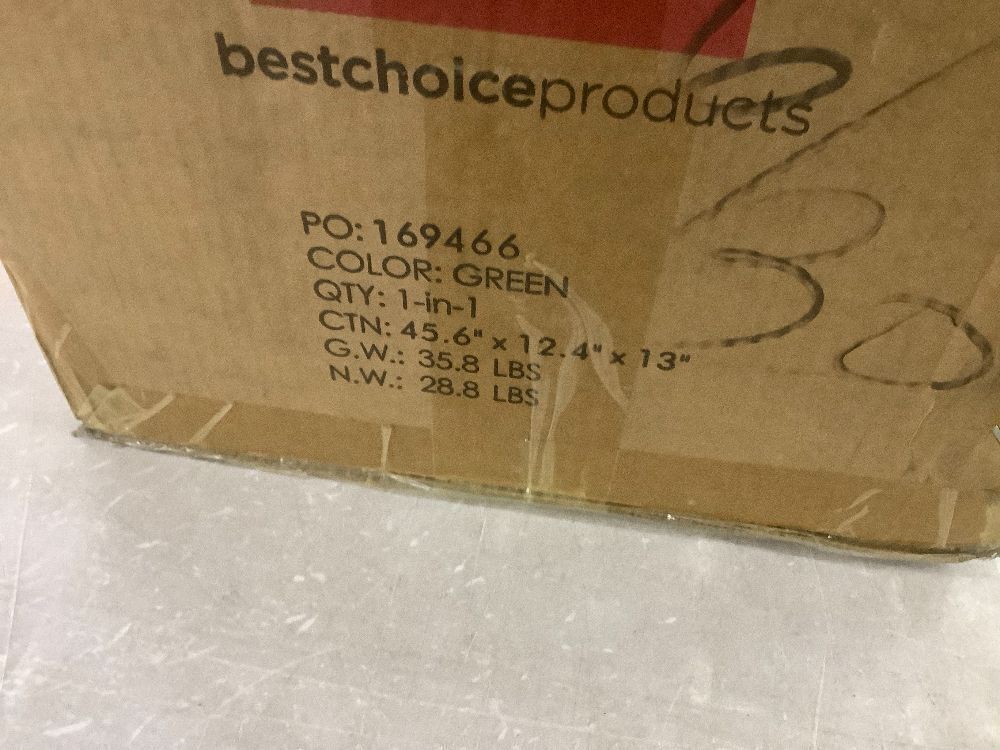 bestchoiceproducts
PO: 169466
COLOR: GREEN
QTY: 1-in-1
CTN: 45.6" x 12.4" x 13"
G.W.: 35.8 LBS
N.W.: 28.8 LBS